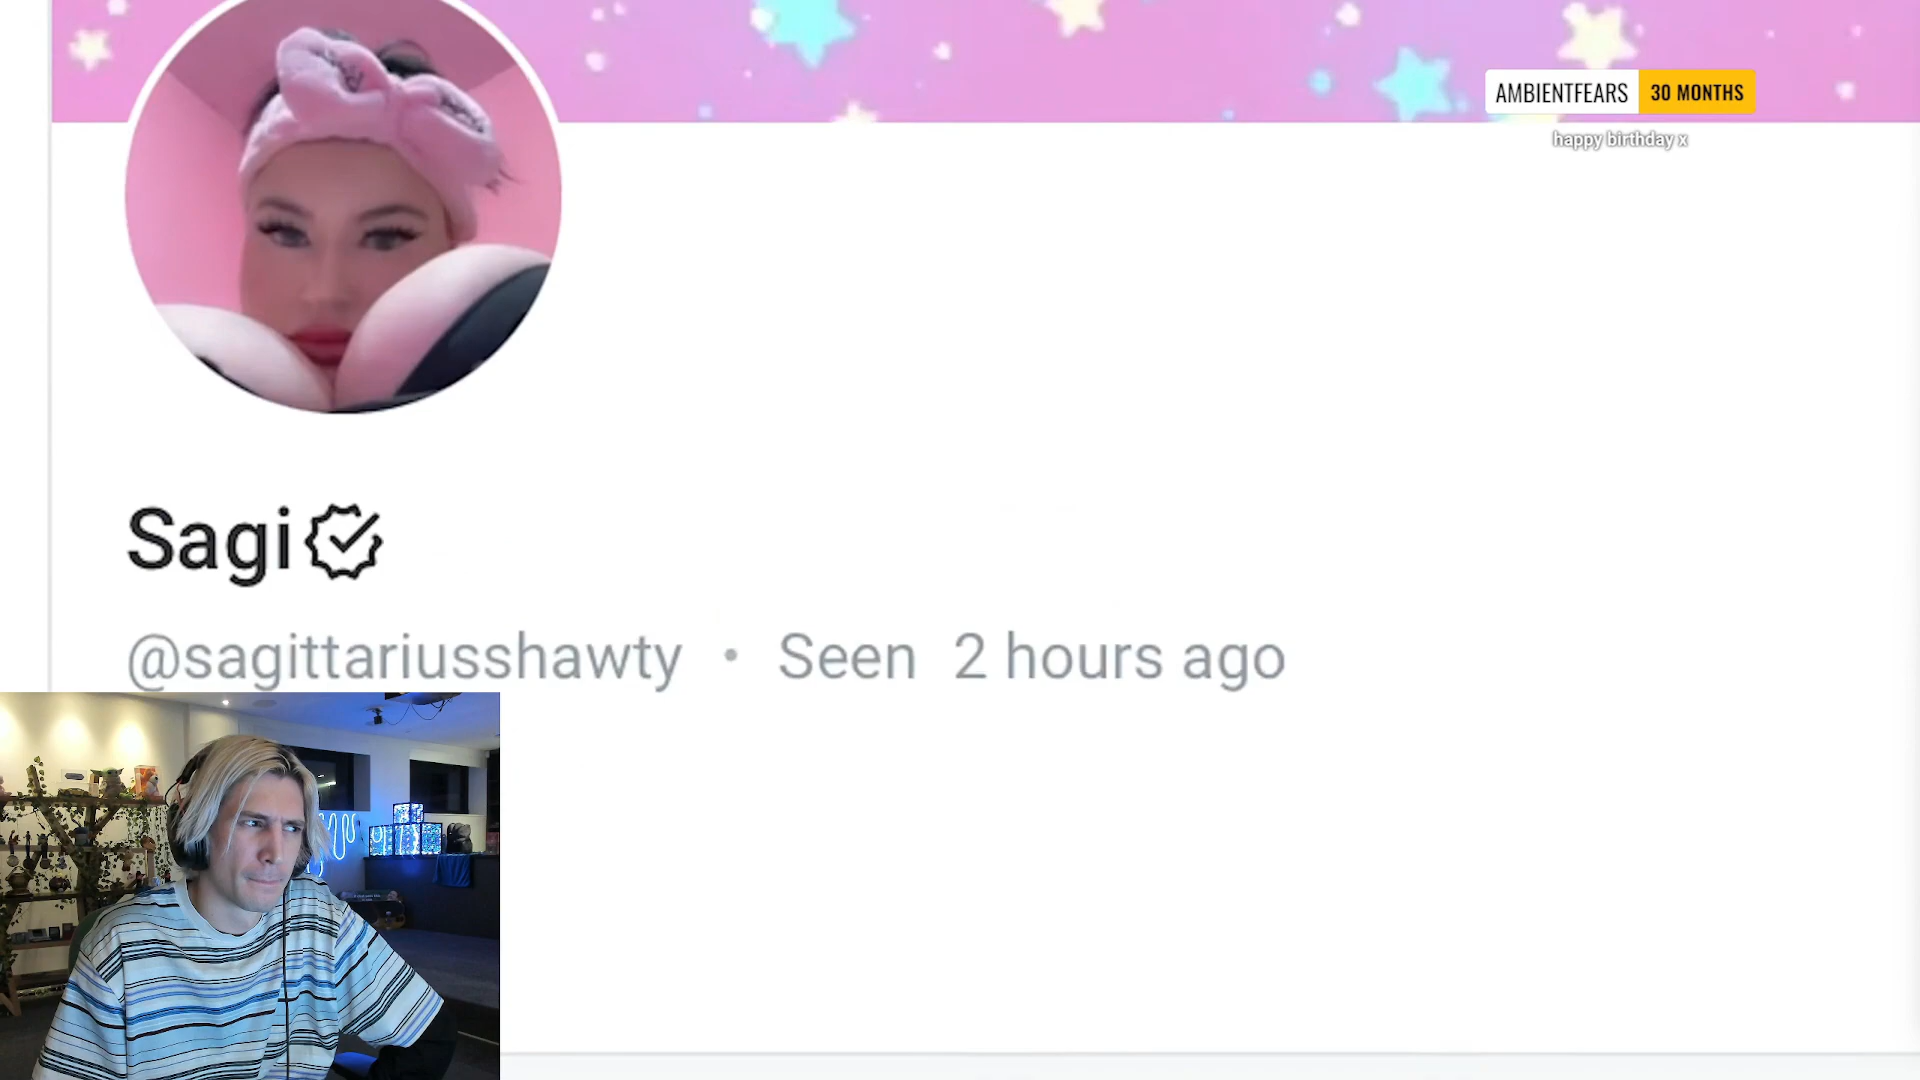 AMBIENTFEARS 30 MONTHS
happy birthday x
Sagi
@sagittariusshawty • Seen 2 hours ago